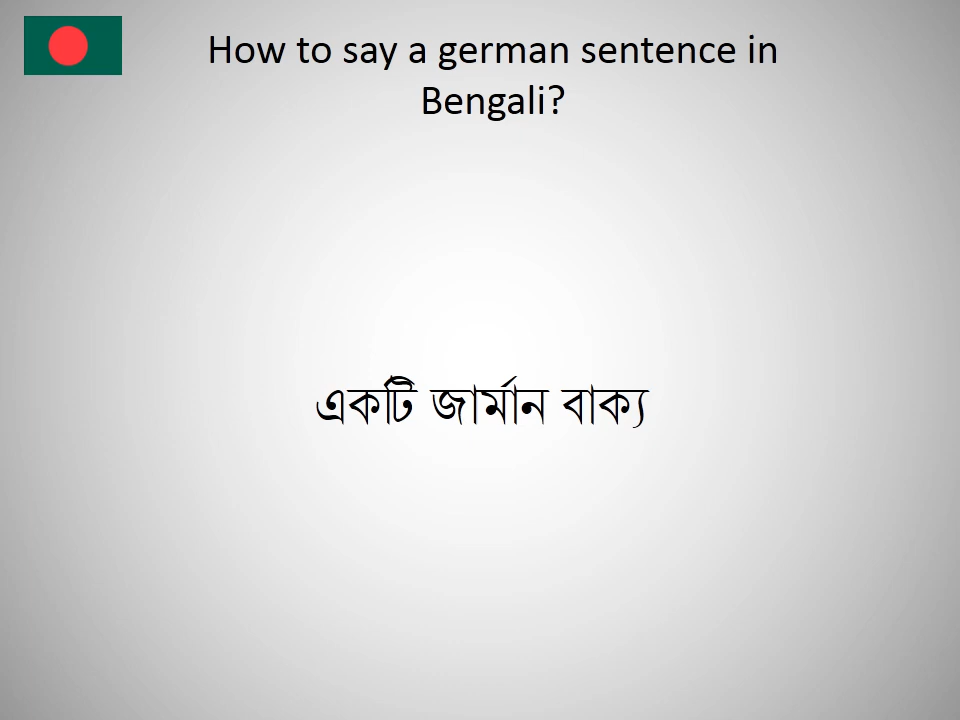 How to say a german sentence in
Bengali?
একটি জার্মান বাক্য